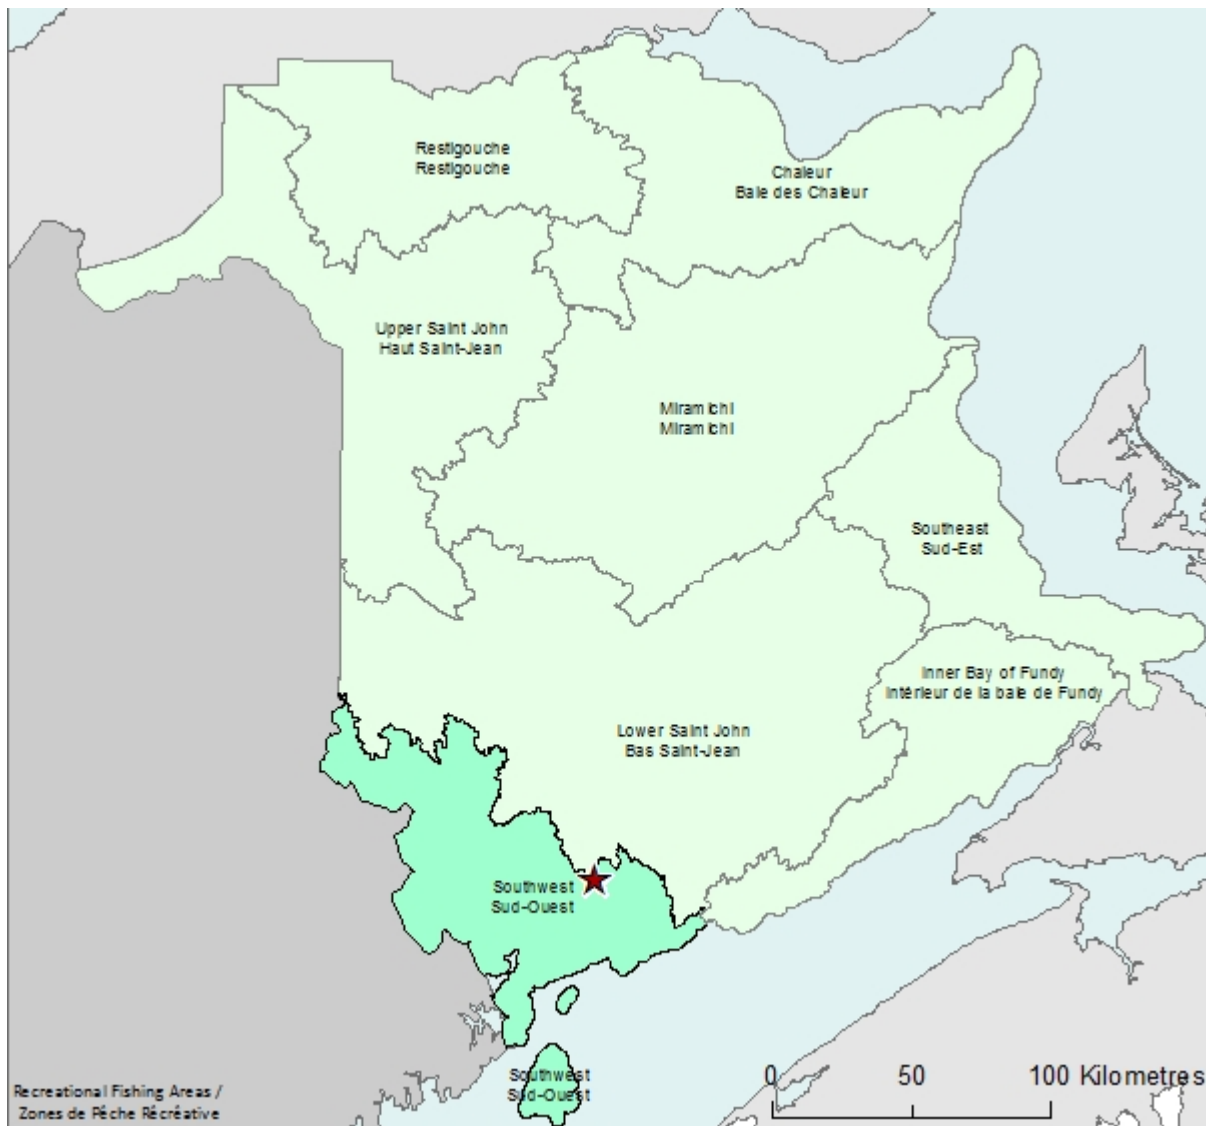 Restigouche
Restigouche
Chaleur
Baie des Chaleur
Upper Saint John
Haut Saint-Jean
Miramichi
Miramichi
Southeast
Sud-Est
Inner Bay of Fundy
Intérieur de la baie de Fundy
Lower Saint John
Bas Saint-Jean
Southwest
Sud-Ouest
Southwest
Sud-Ouest
0 50 100 Kilometres
Recreational Fishing Areas /
Zones de Pêche Récréative